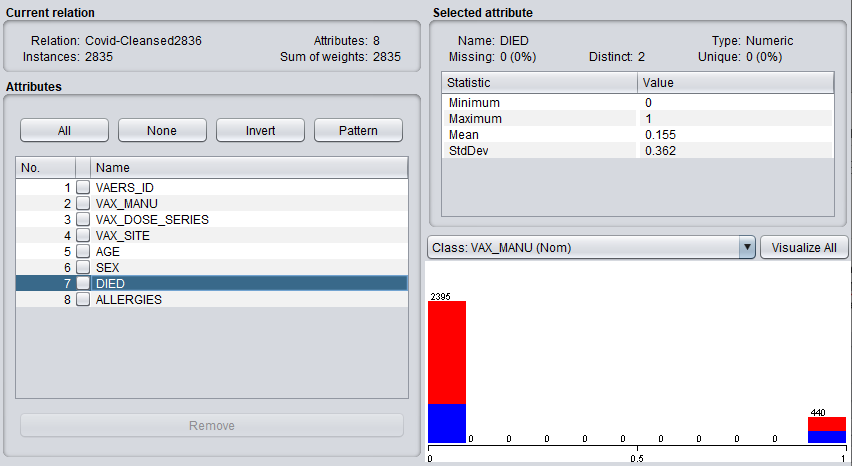 Current relation
Relation: Covid-Cleansed2836 Attributes: 8
Instances: 2835 Sum of weights: 2835
Attributes
All None Invert Pattern
No. Name
1 VAERS_ID
2 VAX_MANU
3 VAX_DOSE_SERIES
4 VAX_SITE
5 AGE
6 SEX
7 DIED
8 ALLERGIES
Remove
Selected attribute
Name: DIED Type: Numeric
Missing: 0 (0%) Distinct: 2 Unique: 0 (0%)
Statistic Value
Minimum 0
Maximum 1
Mean 0.155
StdDev 0.362
Class: VAX_MANU (Nom) Visualize All
2395
440
0 0 0 0 0 0 0 0 0
0 0.5 1